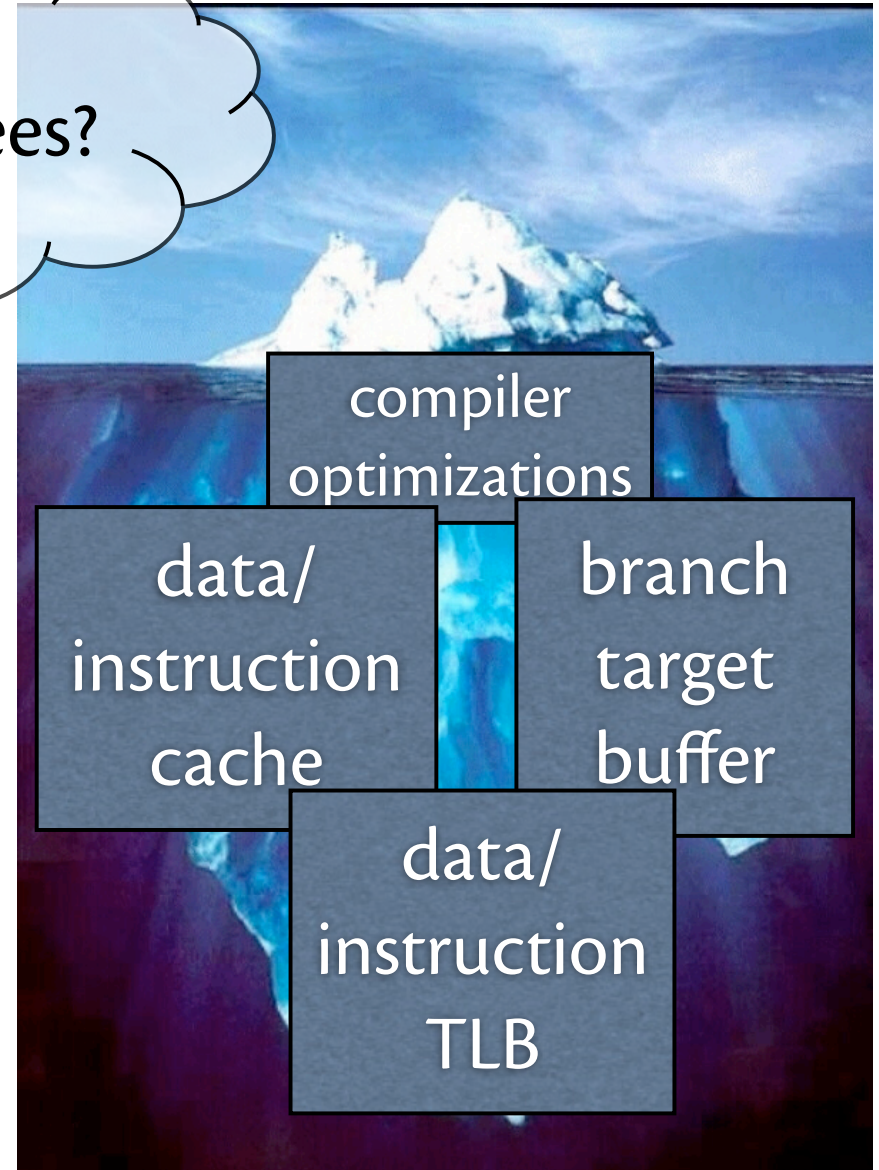 ees?
compiler
optimizations
data/
instruction
cache
branch
target
buffer
data/
instruction
TLB